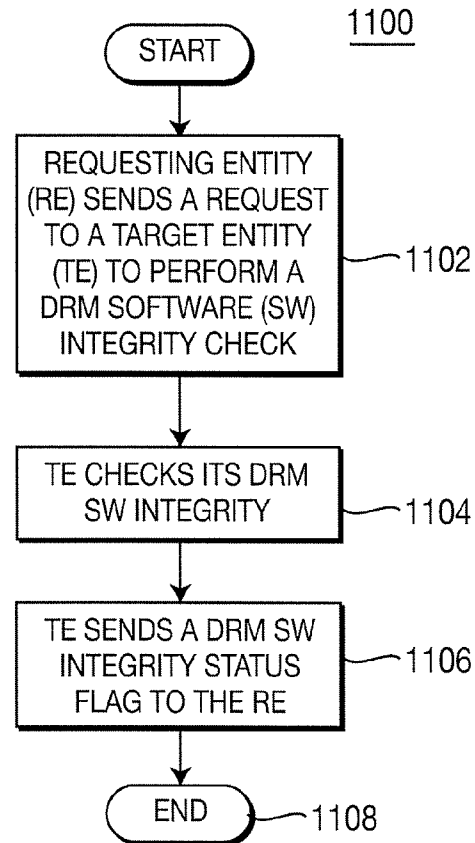 1100
START
REQUESTING ENTITY
(RE) SENDS A REQUEST
TO A TARGET ENTITY
(TE) TO PERFORM A
DRM SOFTWARE (SW)
INTEGRITY CHECK
1102
TE CHECKS ITS DRM
SW INTEGRITY
1104
TE SENDS A DRM SW
INTEGRITY STATUS
FLAG TO THE RE
1106
END
1108